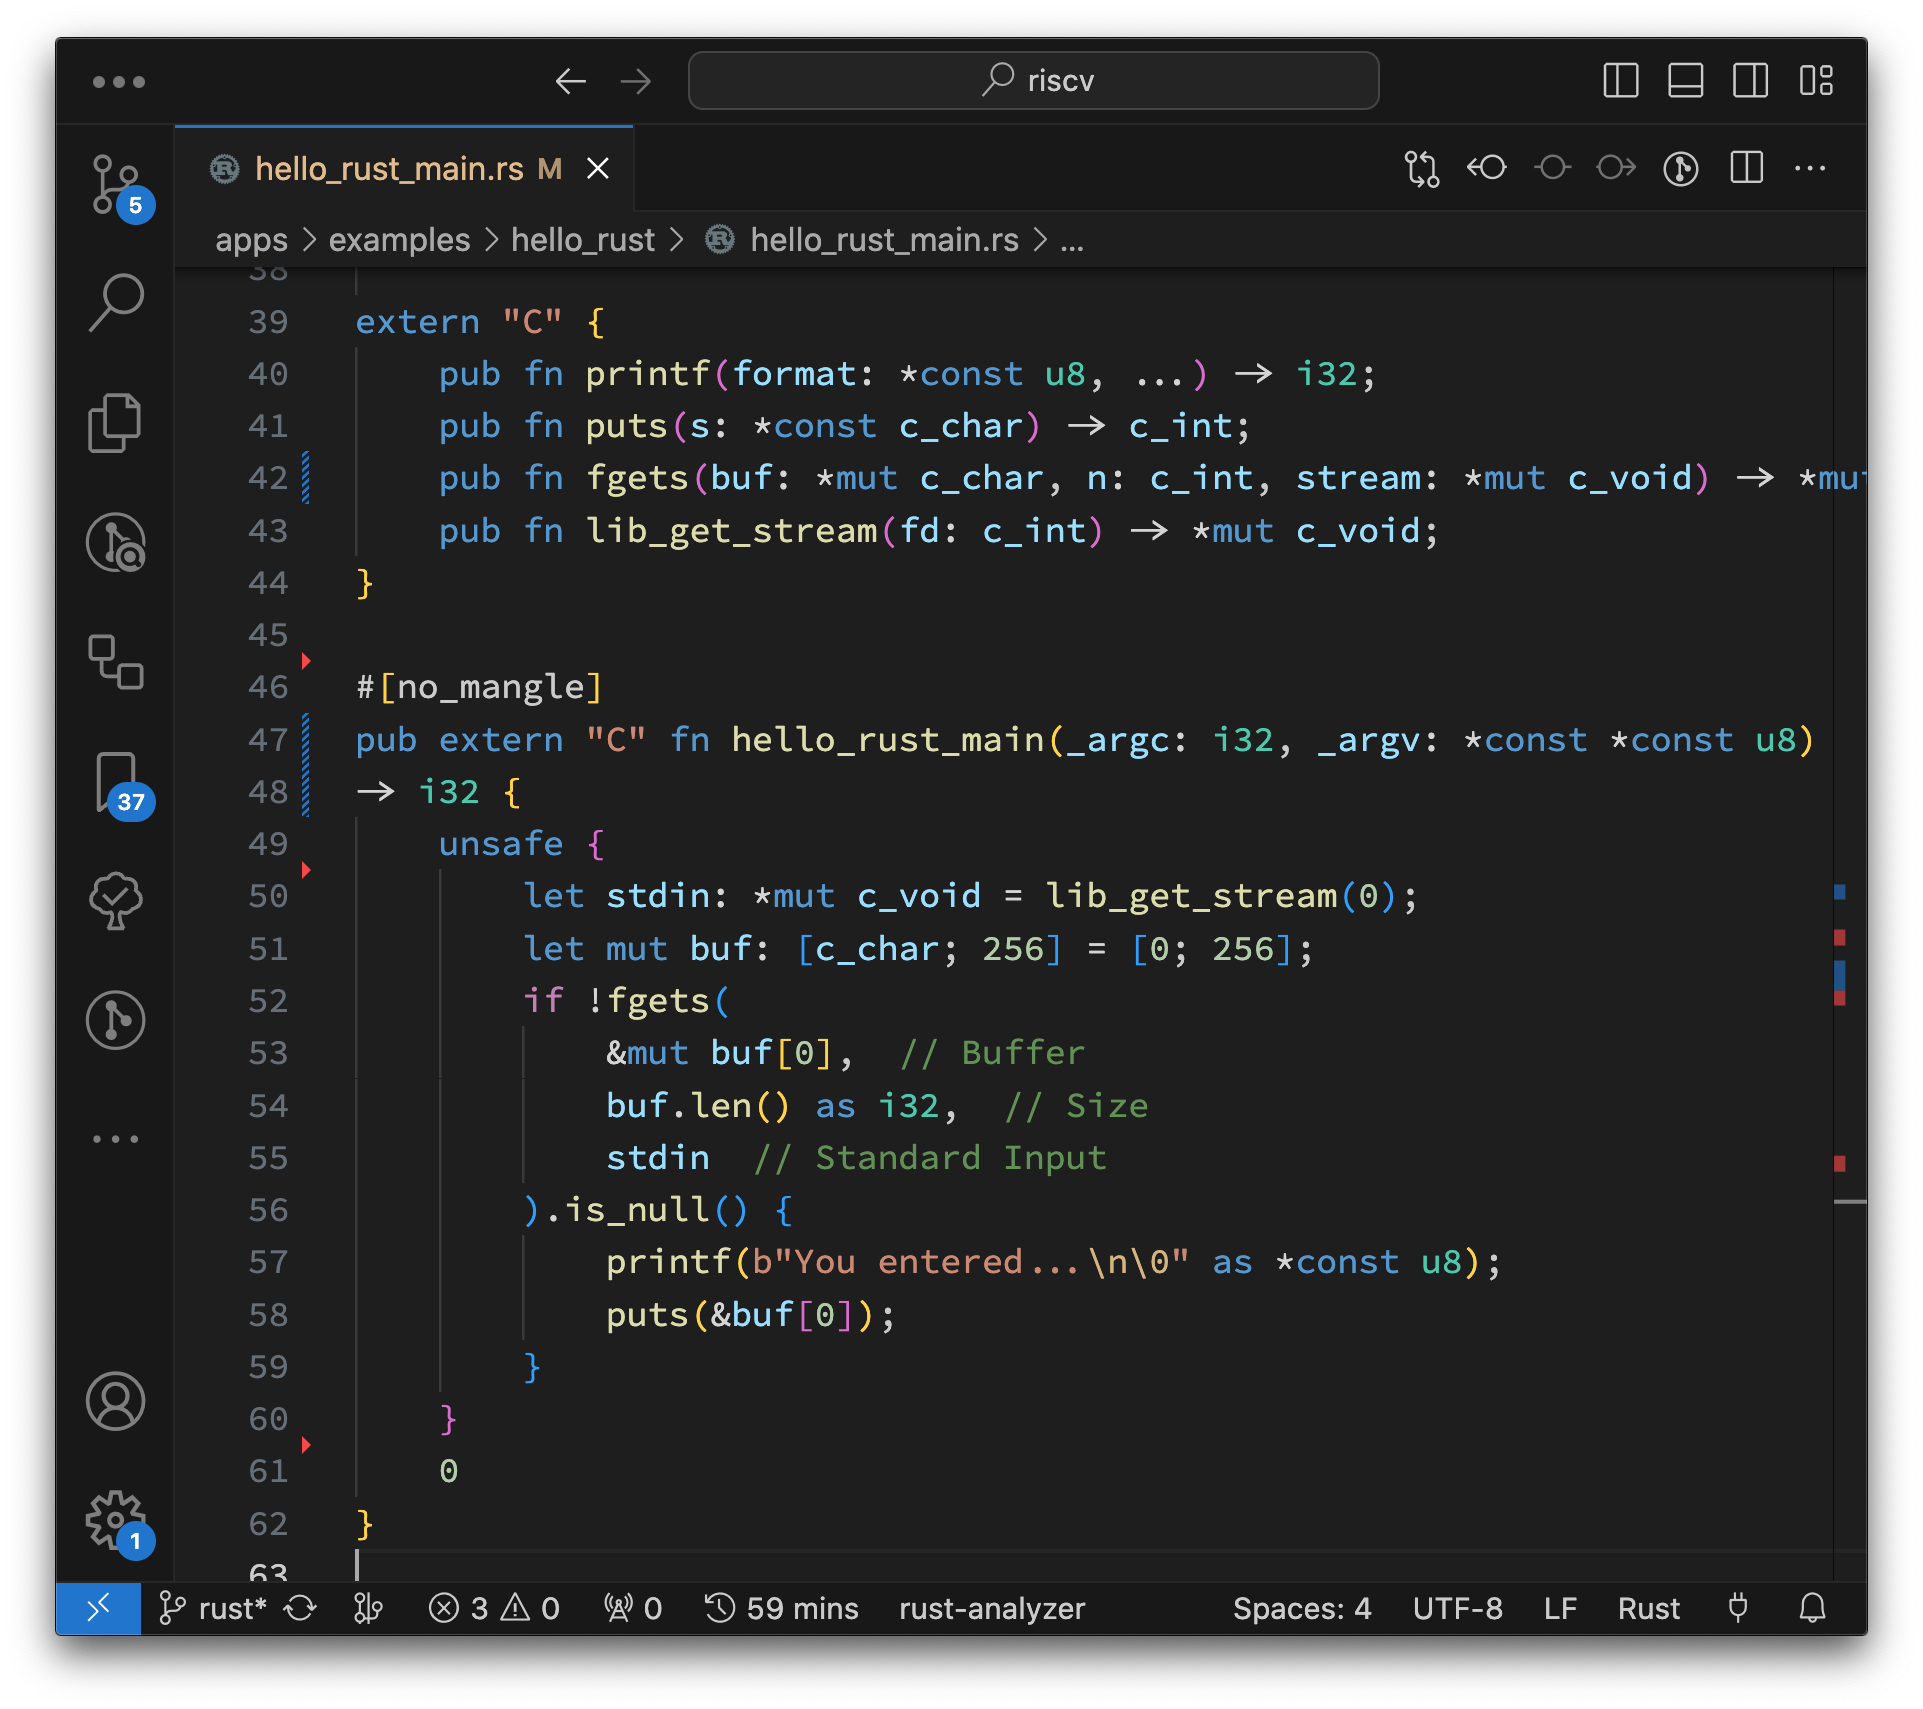 riscv
5
hello_rust_main.rs M
apps > examples > hello_rust > hello_rust_main.rs > ...
38
39 extern "C" {
40     pub fn printf(format: *const u8, ...) -> i32;
41     pub fn puts(s: *const c_char) -> c_int;
42     pub fn fgets(buf: *mut c_char, n: c_int, stream: *mut c_void) -> *mut
43     pub fn lib_get_stream(fd: c_int) -> *mut c_void;
44 }
45
46 #[no_mangle]
47 pub extern "C" fn hello_rust_main(_argc: i32, _argv: *const *const u8)
48 -> i32 {
37
49     unsafe {
50         let stdin: *mut c_void = lib_get_stream(0);
51         let mut buf: [c_char; 256] = [0; 256];
52         if !fgets(
53             &mut buf[0],  // Buffer
54             buf.len() as i32,  // Size
55             stdin  // Standard Input
56         ).is_null() {
57             printf(b"You entered...\n\0" as *const u8);
58             puts(&buf[0]);
59         }
60     }
61     0
62 }
1
63
rust* 3 0 0 59 mins rust-analyzer Spaces: 4 UTF-8 LF Rust